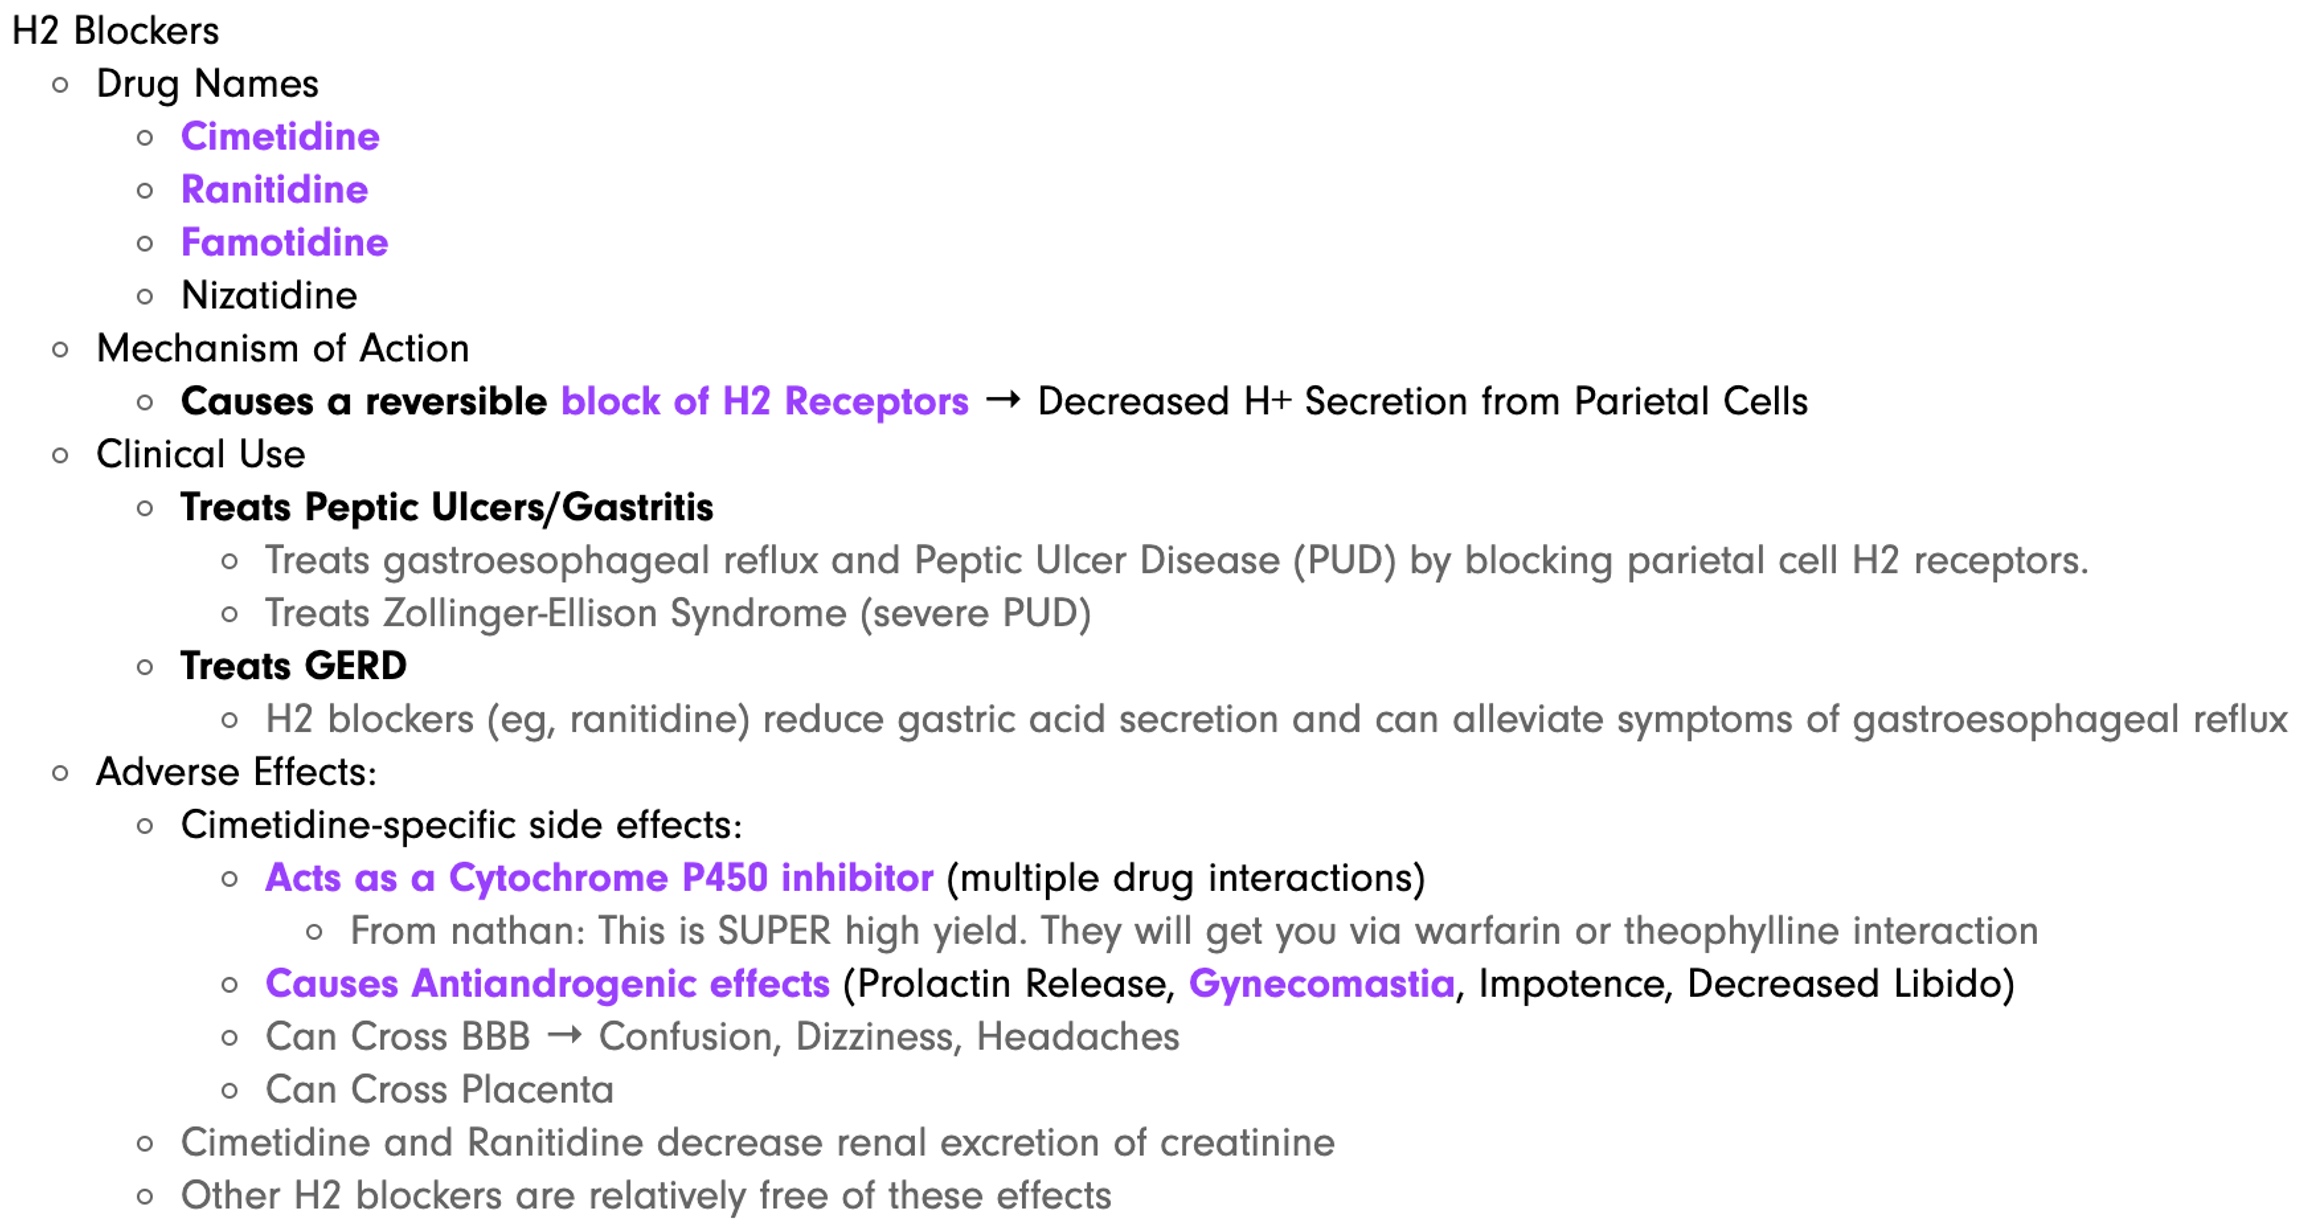 H2 Blockers
Drug Names
Cimetidine
Ranitidine
Famotidine
Nizatidine
Mechanism of Action
Causes a reversible block of H2 Receptors → Decreased H+ Secretion from Parietal Cells
Clinical Use
Treats Peptic Ulcers/Gastritis
Treats gastroesophageal reflux and Peptic Ulcer Disease (PUD) by blocking parietal cell H2 receptors.
Treats Zollinger-Ellison Syndrome (severe PUD)
Treats GERD
H2 blockers (eg, ranitidine) reduce gastric acid secretion and can alleviate symptoms of gastroesophageal reflux
Adverse Effects:
Cimetidine-specific side effects:
Acts as a Cytochrome P450 inhibitor (multiple drug interactions)
From nathan: This is SUPER high yield. They will get you via warfarin or theophylline interaction
Causes Antiandrogenic effects (Prolactin Release, Gynecomastia, Impotence, Decreased Libido)
Can Cross BBB → Confusion, Dizziness, Headaches
Can Cross Placenta
Cimetidine and Ranitidine decrease renal excretion of creatinine
Other H2 blockers are relatively free of these effects